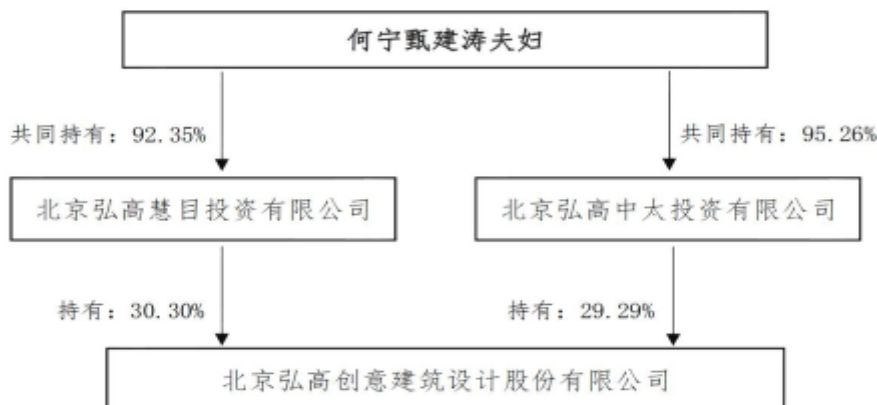 何宁甄建涛夫妇
共同持有：92.35%
共同持有：95.26%
北京弘高慧目投资有限公司
北京弘高中太投资有限公司
持有：30.30%
持有：29.29%
北京弘高创意建筑设计股份有限公司